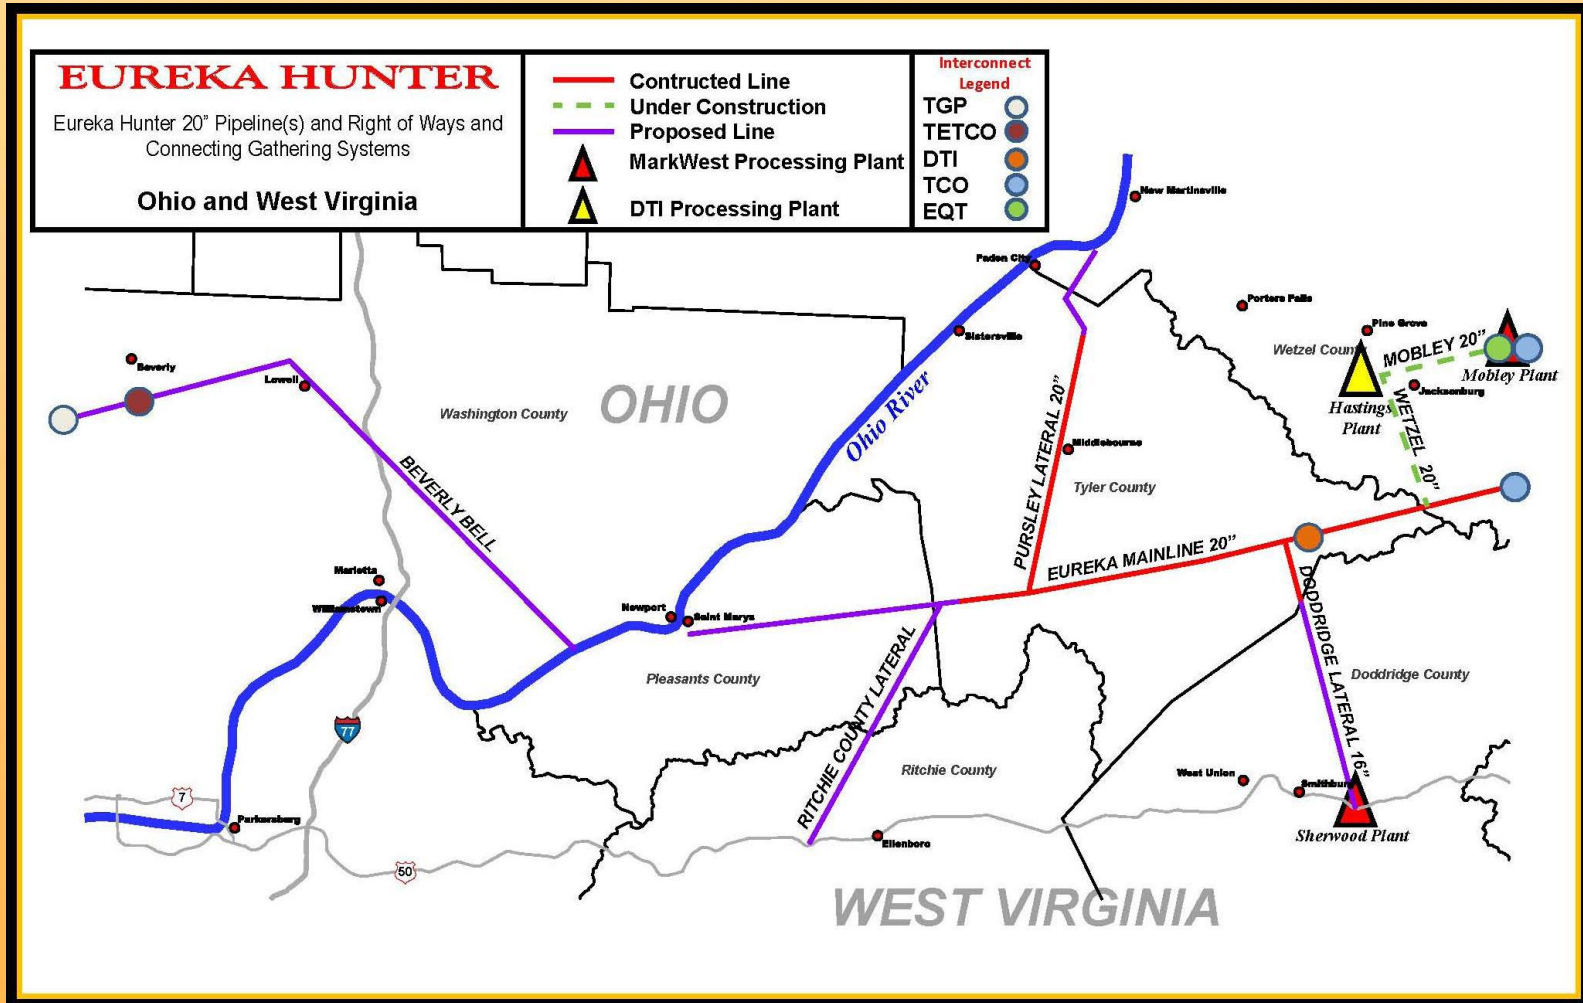 EUREKA HUNTER
Eureka Hunter 20” Pipeline(s) and Right of Ways and
Connecting Gathering Systems
Ohio and West Virginia
Contructed Line
Under Construction
Proposed Line
MarkWest Processing Plant
DTI Processing Plant
Interconnect
Legend
TGP
TETCO
DTI
TCO
EQT
New Martinsville
Paden City
Porters Falls
Sistersville
Pine Grove
Wetzel County
MOBLEY 20”
Mobley Plant
Beverly
Lowell
Jacksonburg
Hastings
Plant
WETZEL 20”
Washington County
OHIO
Ohio River
PURSLEY LATERAL 20”
Middlebourne
Tyler County
BEVERLY BELL
EUREKA MAINLINE 20”
Marietta
Williamstown
Newport
Saint Marys
DODDRIDGE LATERAL 16”
RITCHIE COUNTY LATERAL
Pleasants County
Doddridge County
77
Ritchie County
West Union
Smithburg
7
Parkersburg
Sherwood Plant
Ellenboro
50
WEST VIRGINIA